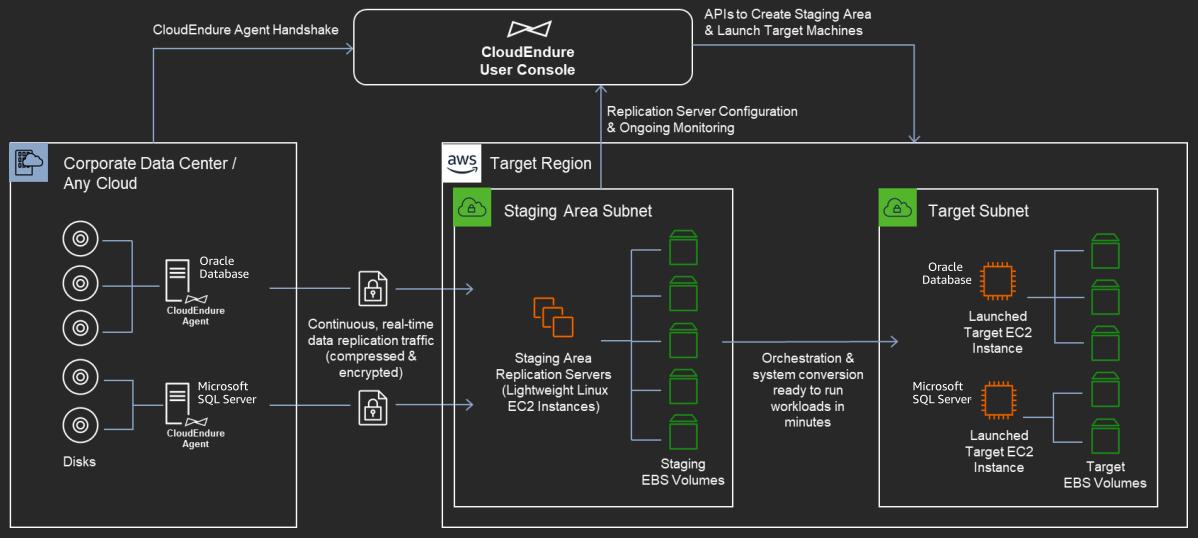 CloudEndure Agent Handshake
CloudEndure
User Console
APIs to Create Staging Area
& Launch Target Machines
Replication Server Configuration
& Ongoing Monitoring
Corporate Data Center /
Any Cloud
Oracle
Database
CloudEndure
Agent
Microsoft
SQL Server
CloudEndure
Agent
Disks
Continuous, real-time
data replication traffic
(compressed &
encrypted)
aws
Target Region
Staging Area Subnet
Staging Area
Replication Servers
(Lightweight Linux
EC2 Instances)
Staging
EBS Volumes
Orchestration &
system conversion
ready to run
workloads in
minutes
Target Subnet
Oracle
Database
Launched
Target EC2
Instance
Microsoft
SQL Server
Launched
Target EC2
Instance
Target
EBS Volumes